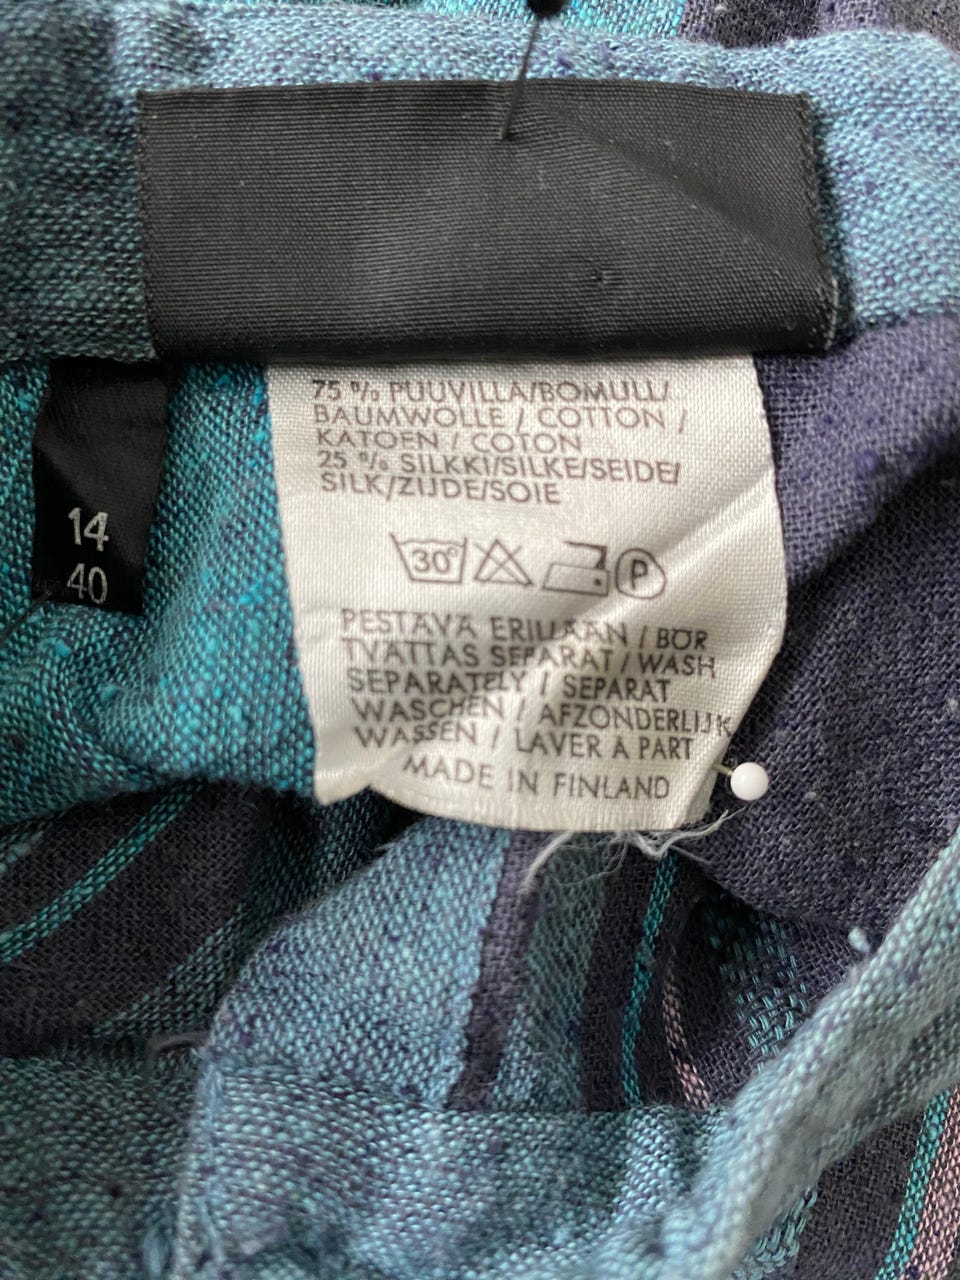 75 % PUUVILLA/BOMULL/
BAUMWOLLE / COTTON /
KATOEN / COTON
25 % SILKKI/SILKE/SEIDE/
SILK/ZIJDE/SOIE
14
40
30° P
PESTÄVÄ ERILLÄÄN / BÖR
TVÄTTAS SEPARAT / WASH
SEPARATELY / SEPARAT
WASCHEN / AFZONDERLIJK
WASSEN / LAVER À PART
MADE IN FINLAND